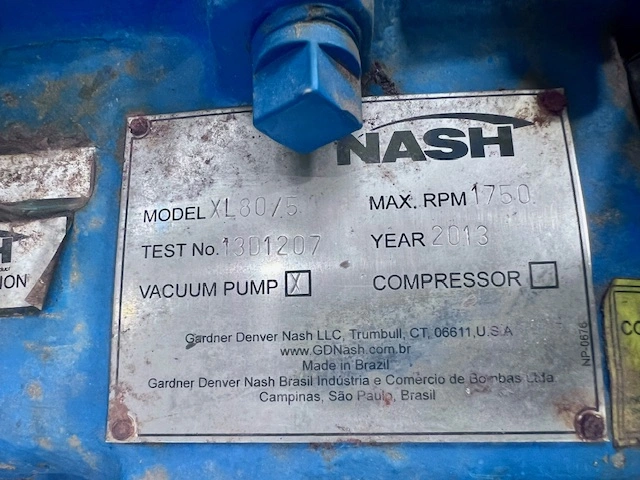 NASH
MODEL XL80/5 MAX. RPM 1750
TEST No. 13D1207 YEAR 2013
VACUUM PUMP X COMPRESSOR
Gardner Denver Nash LLC, Trumbull, CT, 06611, U.S.A
www.GDNash.com.br
Made in Brazil
Gardner Denver Nash Brasil Indústria e Comércio de Bombas Ltda
Campinas, São Paulo, Brasil
NP-0676